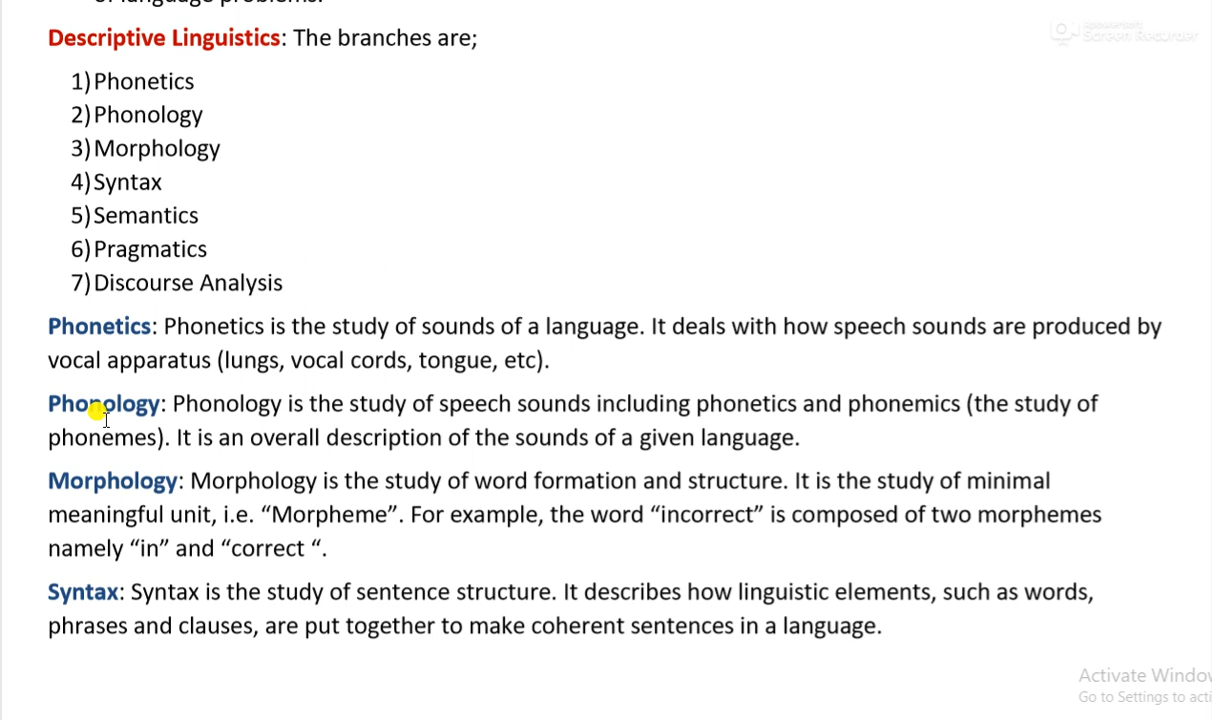 of language problems.
Descriptive Linguistics: The branches are;
1) Phonetics
2) Phonology
3) Morphology
4) Syntax
5) Semantics
6) Pragmatics
7) Discourse Analysis
Phonetics: Phonetics is the study of sounds of a language. It deals with how speech sounds are produced by
vocal apparatus (lungs, vocal cords, tongue, etc).
Phonology: Phonology is the study of speech sounds including phonetics and phonemics (the study of
phonemes). It is an overall description of the sounds of a given language.
Morphology: Morphology is the study of word formation and structure. It is the study of minimal
meaningful unit, i.e. “Morpheme”. For example, the word “incorrect” is composed of two morphemes
namely “in” and “correct “.
Syntax: Syntax is the study of sentence structure. It describes how linguistic elements, such as words,
phrases and clauses, are put together to make coherent sentences in a language.
Screen Recorder
Activate Windo
Go to Settings to acti